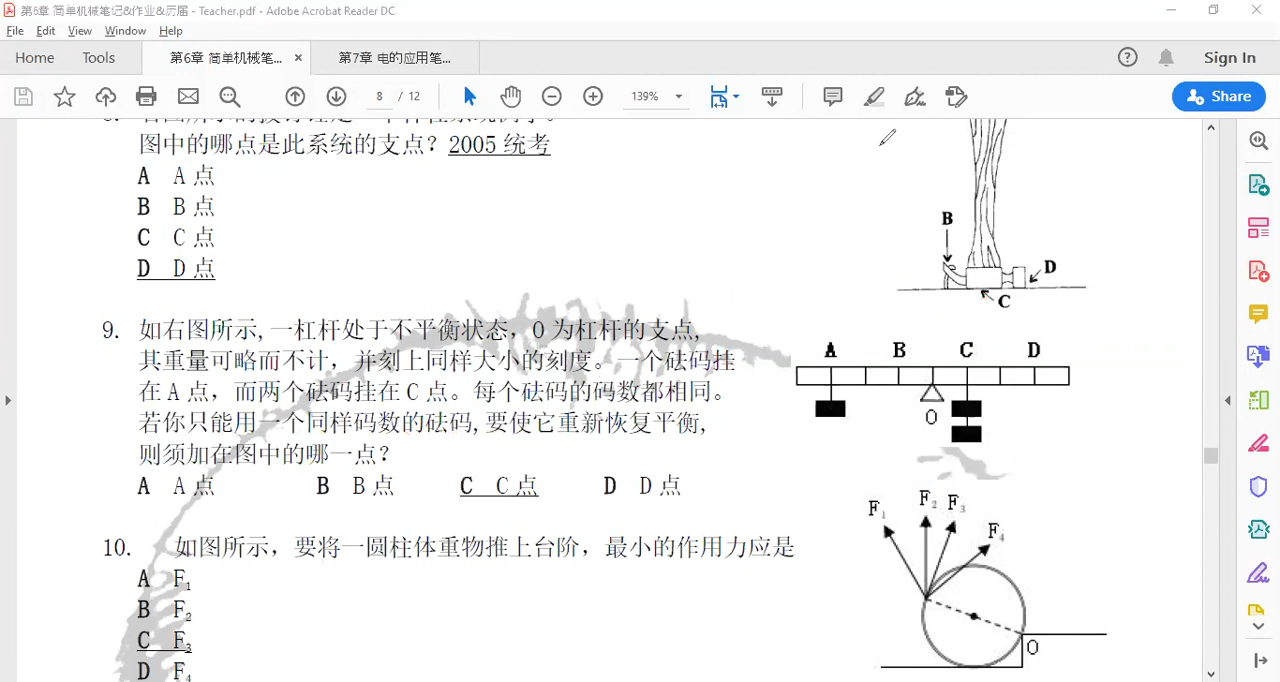 第6章 简单机械笔记&作业&历届 - Teacher.pdf - Adobe Acrobat Reader DC
File Edit View Window Help
Home Tools 第6章 简单机械笔... × 第7章 电的应用笔... Sign In
8 / 12 139% Share
图中的哪点是此系统的支点？2005 统考
A A 点
B B 点
C C 点
D D 点
B
D
C
9. 如右图所示, 一杠杆处于不平衡状态，O 为杠杆的支点,
其重量可略而不计，并刻上同样大小的刻度。一个砝码挂
在 A 点，而两个砝码挂在 C 点。每个砝码的码数都相同。
若你只能用一个同样码数的砝码, 要使它重新恢复平衡,
则须加在图中的哪一点？
A A 点 B B 点 C C 点 D D 点
A B C D
O
10. 如图所示，要将一圆柱体重物推上台阶，最小的作用力应是
A F₁
B F₂
C F₃
D F₄
F₁ F₂ F₃ F₄
O